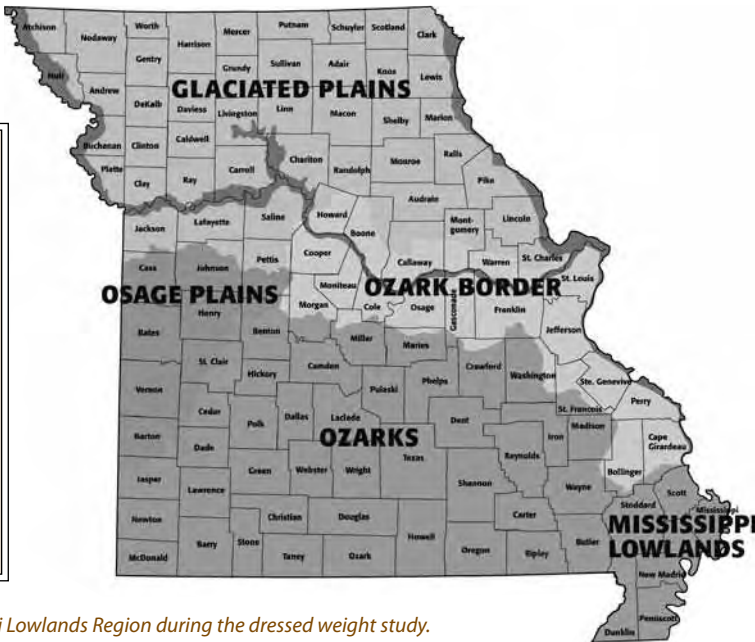 Atchison Nodaway Worth Harrison Mercer Putnam Schuyler Scotland Clark
Gentry Grundy Sullivan Adair Knox Lewis
Holt Andrew
GLACIATED PLAINS
DeKalb Daviess Livingston Linn Macon Shelby Marion
Buchanan Clinton Caldwell
Platte Clay Ray Carroll Chariton Randolph Monroe Ralls Pike
Audrain
Jackson Lafayette Saline Howard Boone Mont-
gumery Lincoln
Cass Johnson Pettis Cooper Callaway Warren St. Charles
St. Louis
OSAGE PLAINS
Moniteau
OZARK BORDER
Morgan Cole Osage Gasconade Franklin
Henry Jefferson
Bates Benton Miller Maries
St. Clair Hickory Camden Pulaski Phelps Crawford Washington
Ste. Genevive
Vernon St. Francois Perry
Cedar Polk Dallas Laclede Dent Iron Madison
Cape
Girardeau
Barton Dade
OZARKS
Texas Reynolds Bollinger
Jasper Green Webster Wright Shannon Wayne
Lawrence Scott
Newton Christian Douglas Carter Stoddard Mississippi
MISSISSIPPI
LOWLANDS
McDonald Barry Stone Taney Ozark Howell Oregon Ripley Butler
New Madrid
Pemiscott
Dunklin
i Lowlands Region during the dressed weight study.